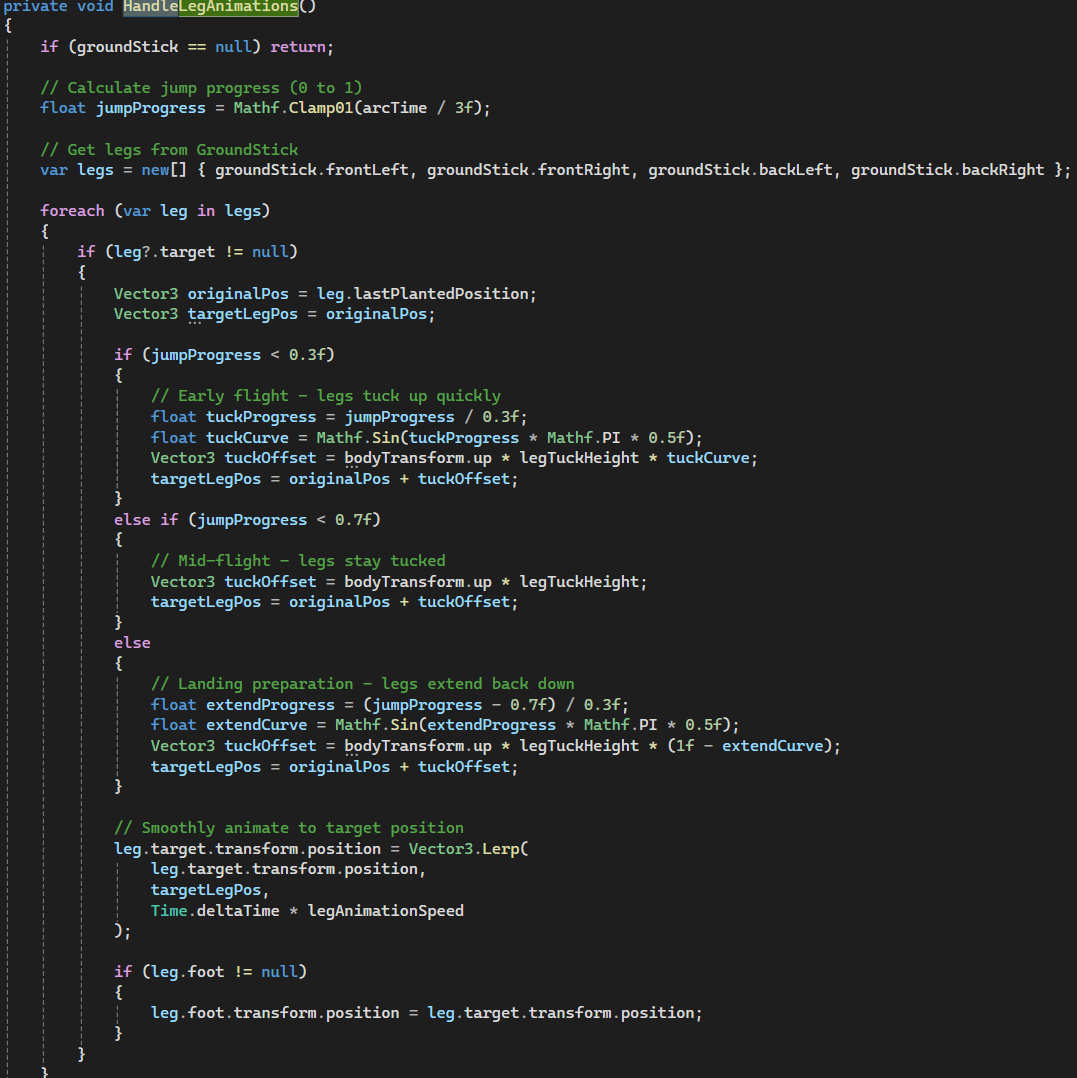 private void HandleLegAnimations()
{
if (groundStick == null) return;
// Calculate jump progress (0 to 1)
float jumpProgress = Mathf.Clamp01(arcTime / 3f);
// Get legs from GroundStick
var legs = new[] { groundStick.frontLeft, groundStick.frontRight, groundStick.backLeft, groundStick.backRight };
foreach (var leg in legs)
{
if (leg?.target != null)
{
Vector3 originalPos = leg.lastPlantedPosition;
Vector3 targetLegPos = originalPos;
if (jumpProgress < 0.3f)
{
// Early flight - legs tuck up quickly
float tuckProgress = jumpProgress / 0.3f;
float tuckCurve = Mathf.Sin(tuckProgress * Mathf.PI * 0.5f);
Vector3 tuckOffset = bodyTransform.up * legTuckHeight * tuckCurve;
targetLegPos = originalPos + tuckOffset;
}
else if (jumpProgress < 0.7f)
{
// Mid-flight - legs stay tucked
Vector3 tuckOffset = bodyTransform.up * legTuckHeight;
targetLegPos = originalPos + tuckOffset;
}
else
{
// Landing preparation - legs extend back down
float extendProgress = (jumpProgress - 0.7f) / 0.3f;
float extendCurve = Mathf.Sin(extendProgress * Mathf.PI * 0.5f);
Vector3 tuckOffset = bodyTransform.up * legTuckHeight * (1f - extendCurve);
targetLegPos = originalPos + tuckOffset;
}
// Smoothly animate to target position
leg.target.transform.position = Vector3.Lerp(
leg.target.transform.position,
targetLegPos,
Time.deltaTime * legAnimationSpeed
);
if (leg.foot != null)
{
leg.foot.transform.position = leg.target.transform.position;
}
}
}